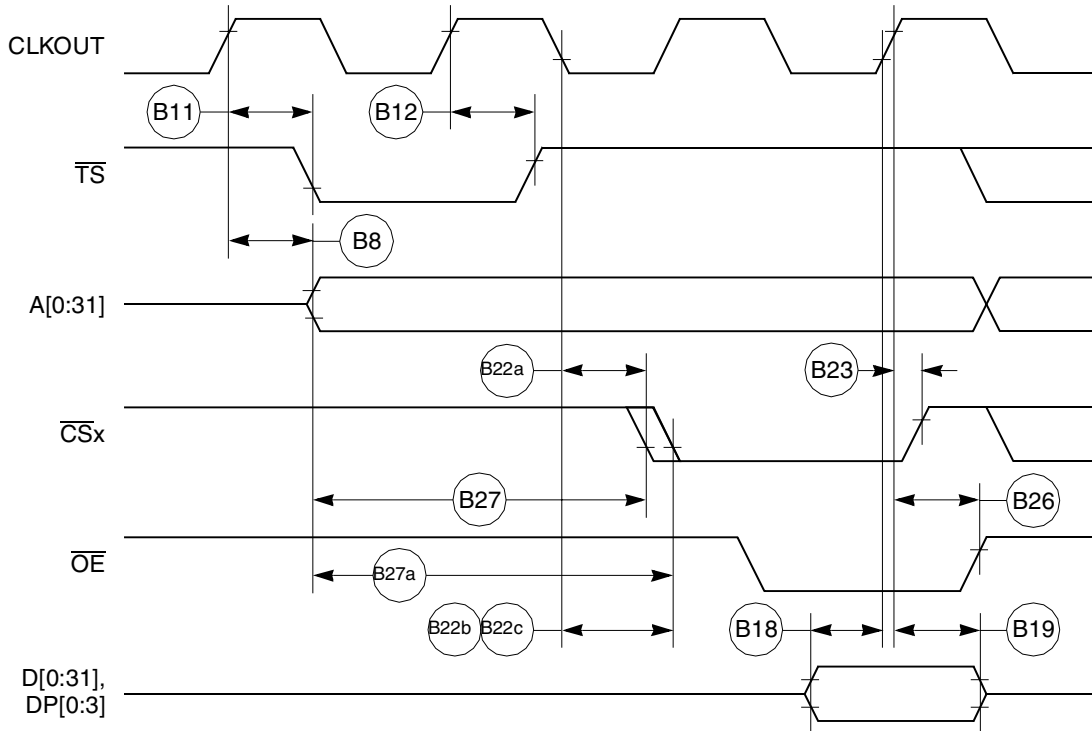 CLKOUT
B11
B12
TS
B8
A[0:31]
B22a
B23
CSx
B27
B26
OE
B27a
B22b
B22c
B18
B19
D[0:31],
DP[0:3]